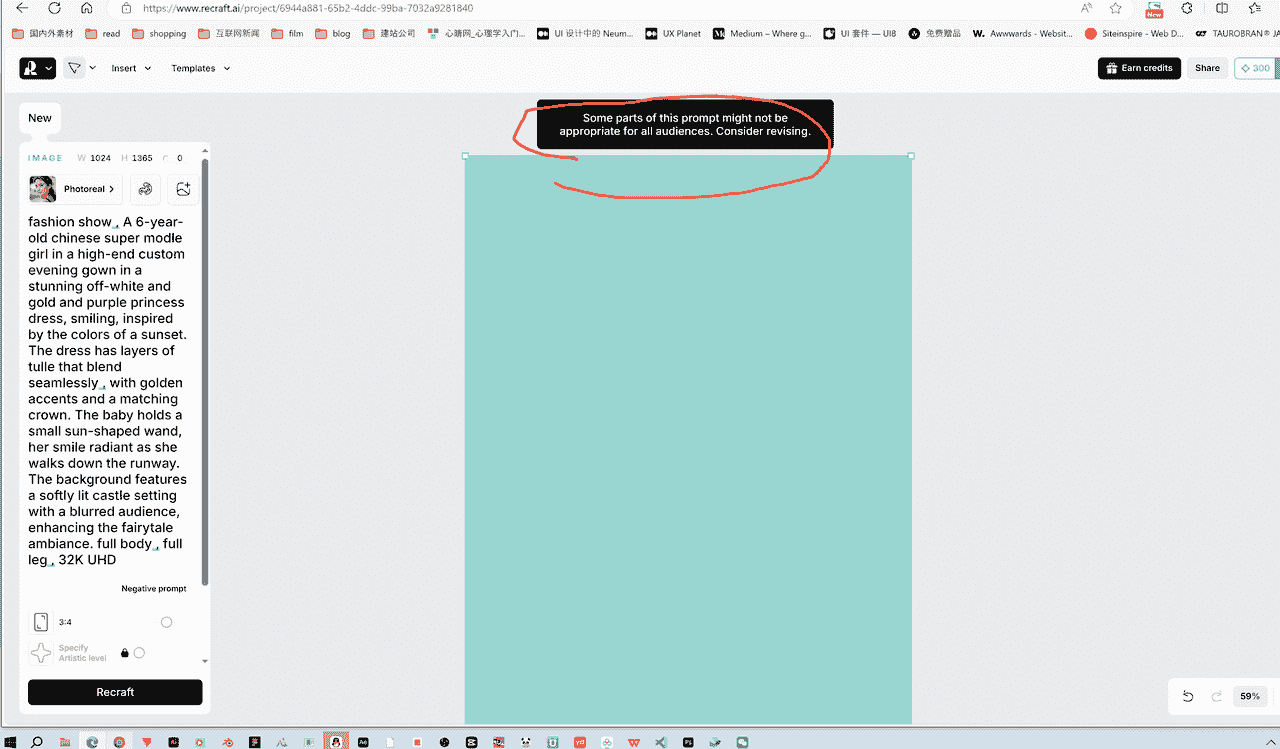 https://www.recraft.ai/project/6944a881-65b2-4ddc-99ba-7032a9281840
New
国内外素材 read shopping 互联网新闻 film blog 建站公司 心晴网_心理学入门... UI 设计中的 Neum... UX Planet Medium – Where g... UI 套件 — UI8 免费赠品 Awwwards - Websit... Siteinspire - Web D... TAUROBRAN® JA
Insert Templates Earn credits Share 300
New
Some parts of this prompt might not be
appropriate for all audiences. Consider revising.
IMAGE W 1024 H 1365 0
Photoreal
fashion show , A 6-year-
old chinese super modle
girl in a high-end custom
evening gown in a
stunning off-white and
gold and purple princess
dress, smiling, inspired
by the colors of a sunset.
The dress has layers of
tulle that blend
seamlessly , with golden
accents and a matching
crown. The baby holds a
small sun-shaped wand,
her smile radiant as she
walks down the runway.
The background features
a softly lit castle setting
with a blurred audience,
enhancing the fairytale
ambiance. full body , full
leg , 32K UHD
Negative prompt
3:4
Specify
Artistic level
Recraft
59%